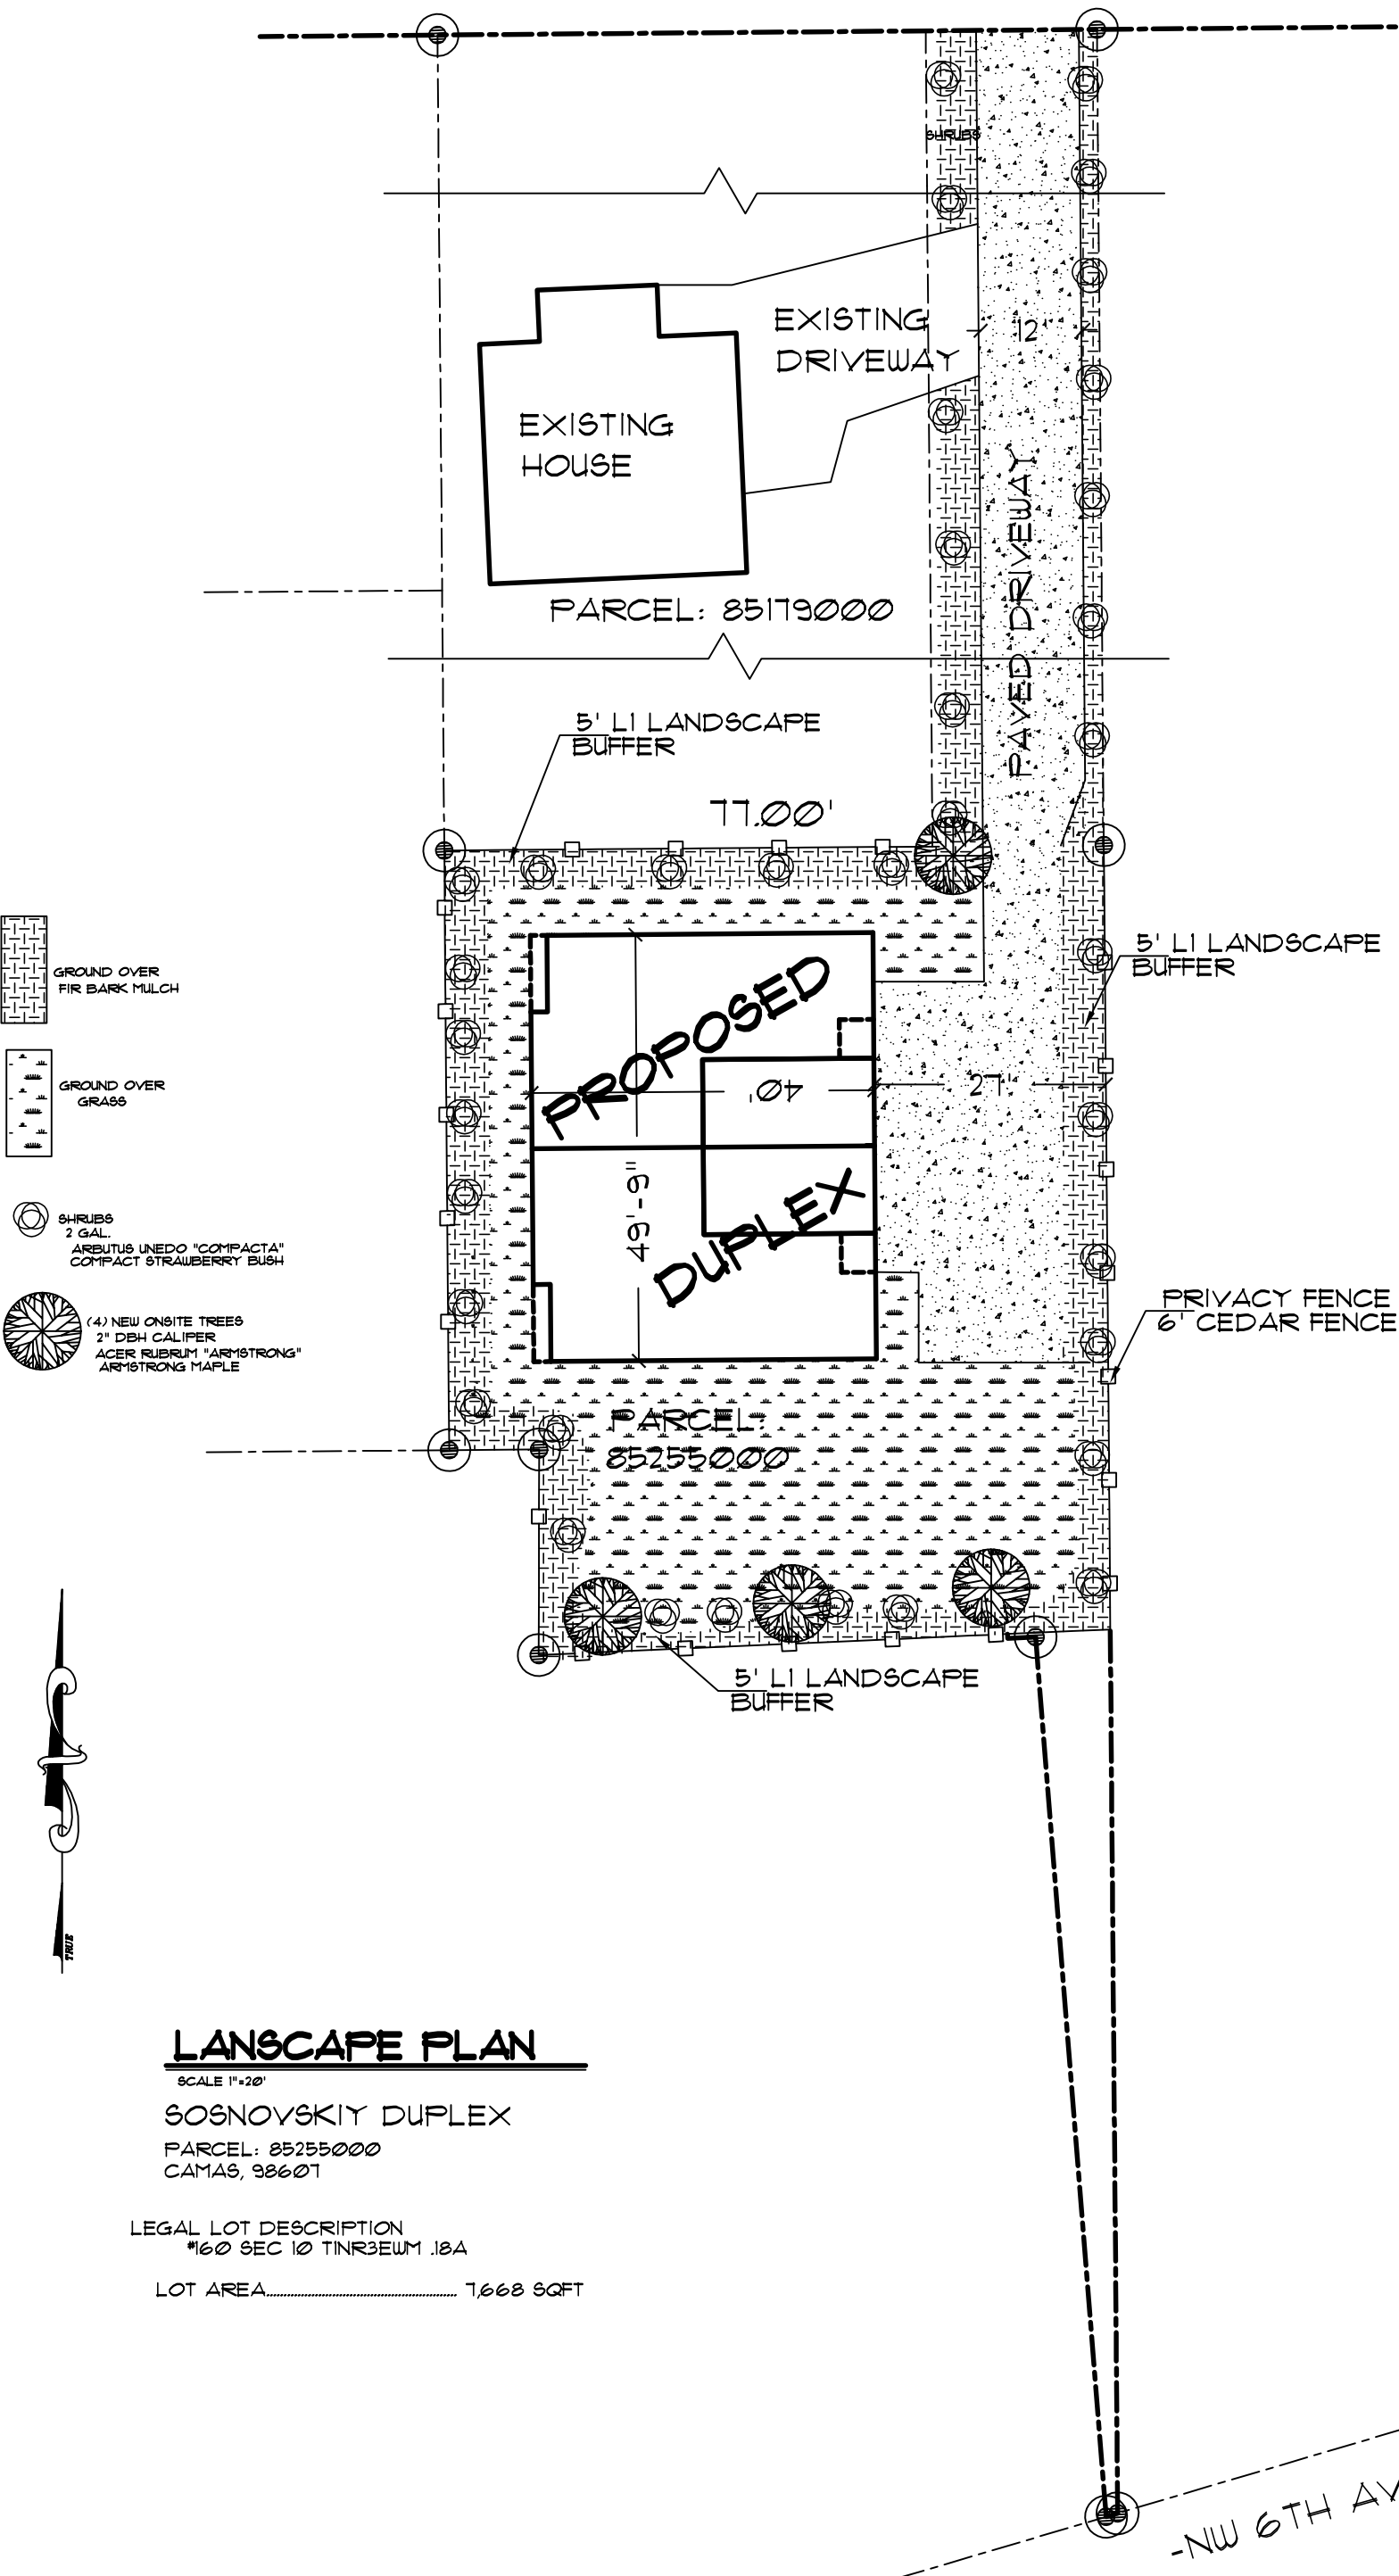 SHRUBS
EXISTING
DRIVEWAY
12'
EXISTING
HOUSE
PAVED DRIVEWAY
PARCEL: 85179000
5' L1 LANDSCAPE
BUFFER
77.00'
5' L1 LANDSCAPE
BUFFER
GROUND OVER
FIR BARK MULCH
GROUND OVER
GRASS
PROPOSED
DUPLEX
40'
27'
49'-9"
SHRUBS
2 GAL.
ARBUTUS UNEDO "COMPACTA"
COMPACT STRAWBERRY BUSH
(4) NEW ONSITE TREES
2" DBH CALIPER
ACER RUBRUM "ARMSTRONG"
ARMSTRONG MAPLE
PRIVACY FENCE
6' CEDAR FENCE
PARCEL:
85255000
5' L1 LANDSCAPE
BUFFER
TRUE
LANSCAPE PLAN
SCALE 1"=20'
SOSNOVSKIY DUPLEX
PARCEL: 85255000
CAMAS, 98607
LEGAL LOT DESCRIPTION
#160 SEC 10 T1NR3EWM .18A
LOT AREA........................................................ 7,668 SQFT
-NW 6TH AV